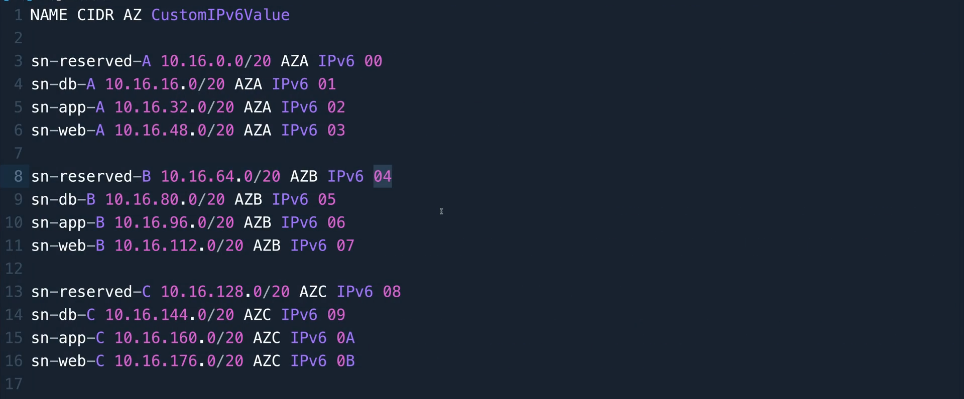 1 NAME CIDR AZ CustomIPv6Value
2
3 sn-reserved-A 10.16.0.0/20 AZA IPv6 00
4 sn-db-A 10.16.16.0/20 AZA IPv6 01
5 sn-app-A 10.16.32.0/20 AZA IPv6 02
6 sn-web-A 10.16.48.0/20 AZA IPv6 03
7
8 sn-reserved-B 10.16.64.0/20 AZB IPv6 04
9 sn-db-B 10.16.80.0/20 AZB IPv6 05
10 sn-app-B 10.16.96.0/20 AZB IPv6 06
11 sn-web-B 10.16.112.0/20 AZB IPv6 07
12
13 sn-reserved-C 10.16.128.0/20 AZC IPv6 08
14 sn-db-C 10.16.144.0/20 AZC IPv6 09
15 sn-app-C 10.16.160.0/20 AZC IPv6 0A
16 sn-web-C 10.16.176.0/20 AZC IPv6 0B
17